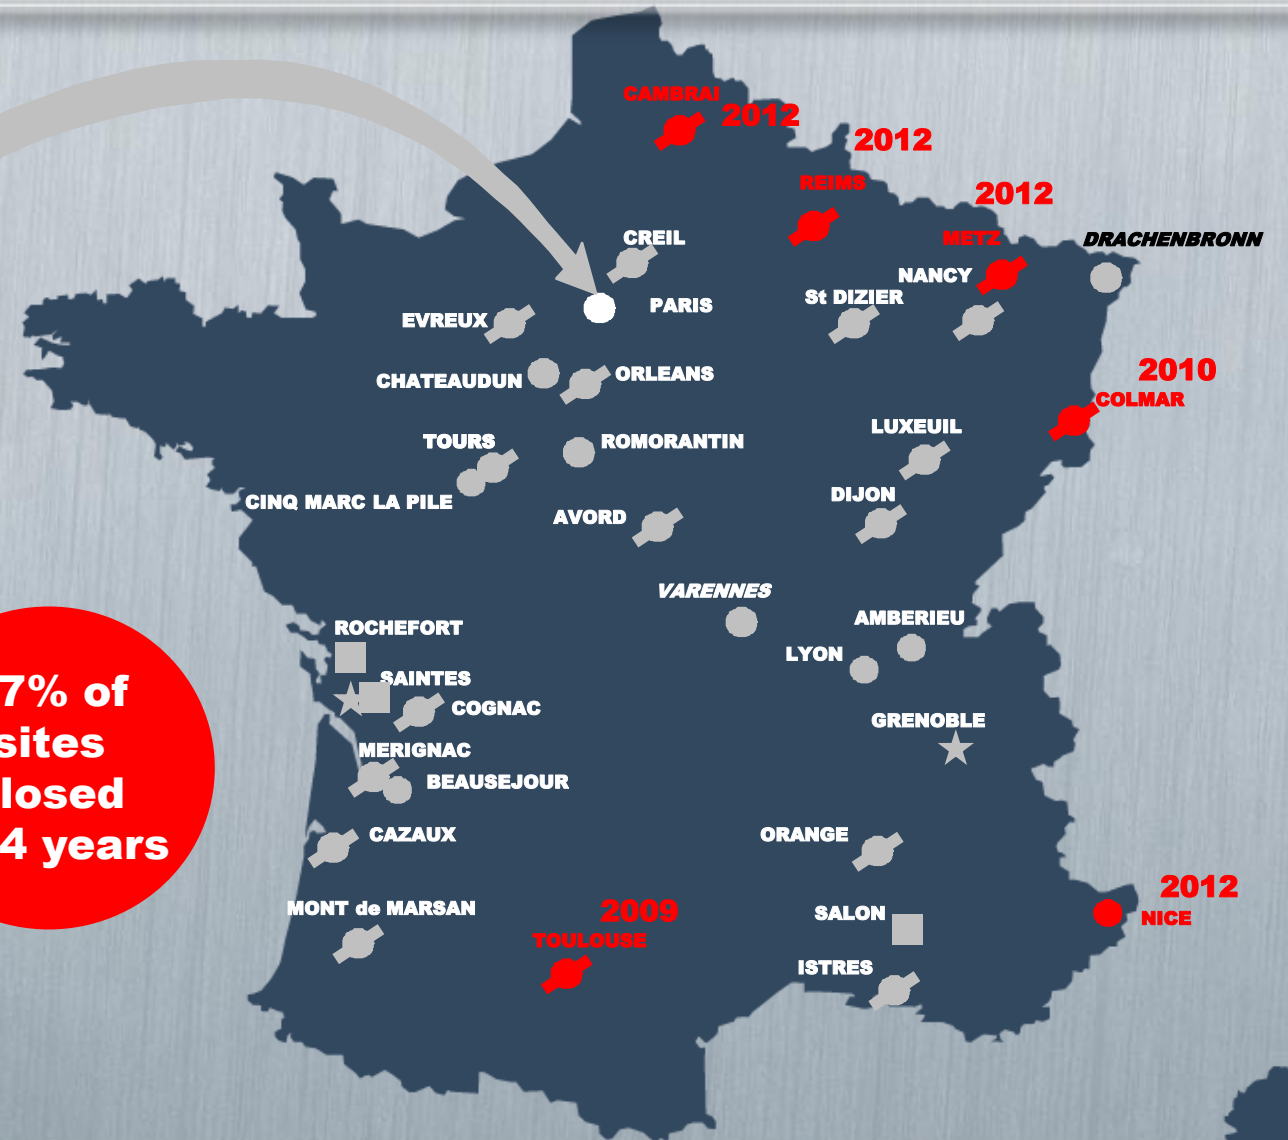 CAMBRAI
2012
2012
REIMS
2012
METZ
DRACHENBRONN
CREIL
NANCY
St DIZIER
PARIS
EVREUX
CHATEAUDUN
ORLEANS
2010
COLMAR
LUXEUIL
TOURS
ROMORANTIN
CINQ MARC LA PILE
DIJON
AVORD
VARENNES
AMBERIEU
LYON
ROCHEFORT
SAINTES
COGNAC
GRENOBLE
7% of
sites
losed
4 years
MERIGNAC
BEAUSEJOUR
CAZAUX
ORANGE
MONT de MARSAN
2009
TOULOUSE
SALON
2012
NICE
ISTRES